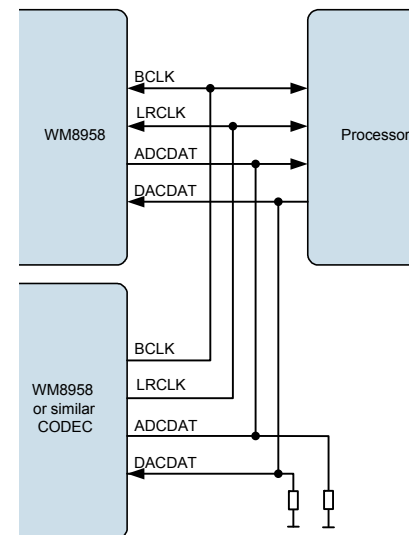 BCLK
LRCLK
WM8958
Processor
ADCDAT
DACDAT
BCLK
LRCLK
WM8958
or similar
CODEC
ADCDAT
DACDAT